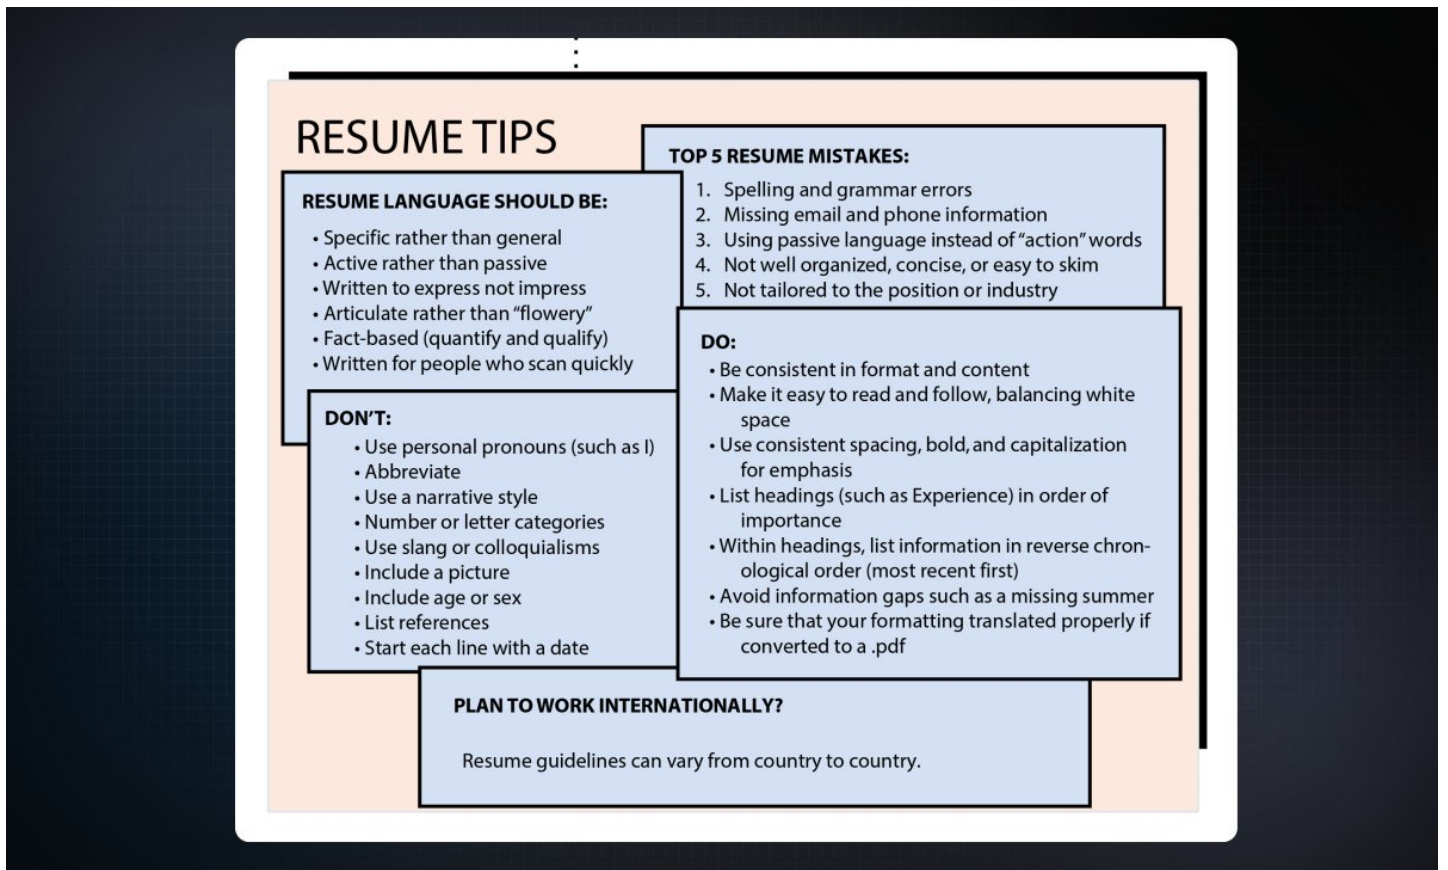 RESUME TIPS
RESUME LANGUAGE SHOULD BE:
• Specific rather than general
• Active rather than passive
• Written to express not impress
• Articulate rather than “flowery”
• Fact-based (quantify and qualify)
• Written for people who scan quickly
TOP 5 RESUME MISTAKES:
1. Spelling and grammar errors
2. Missing email and phone information
3. Using passive language instead of “action” words
4. Not well organized, concise, or easy to skim
5. Not tailored to the position or industry
DON’T:
• Use personal pronouns (such as I)
• Abbreviate
• Use a narrative style
• Number or letter categories
• Use slang or colloquialisms
• Include a picture
• Include age or sex
• List references
• Start each line with a date
DO:
• Be consistent in format and content
• Make it easy to read and follow, balancing white
space
• Use consistent spacing, bold, and capitalization
for emphasis
• List headings (such as Experience) in order of
importance
• Within headings, list information in reverse chron-
ological order (most recent first)
• Avoid information gaps such as a missing summer
• Be sure that your formatting translated properly if
converted to a .pdf
PLAN TO WORK INTERNATIONALLY?
Resume guidelines can vary from country to country.